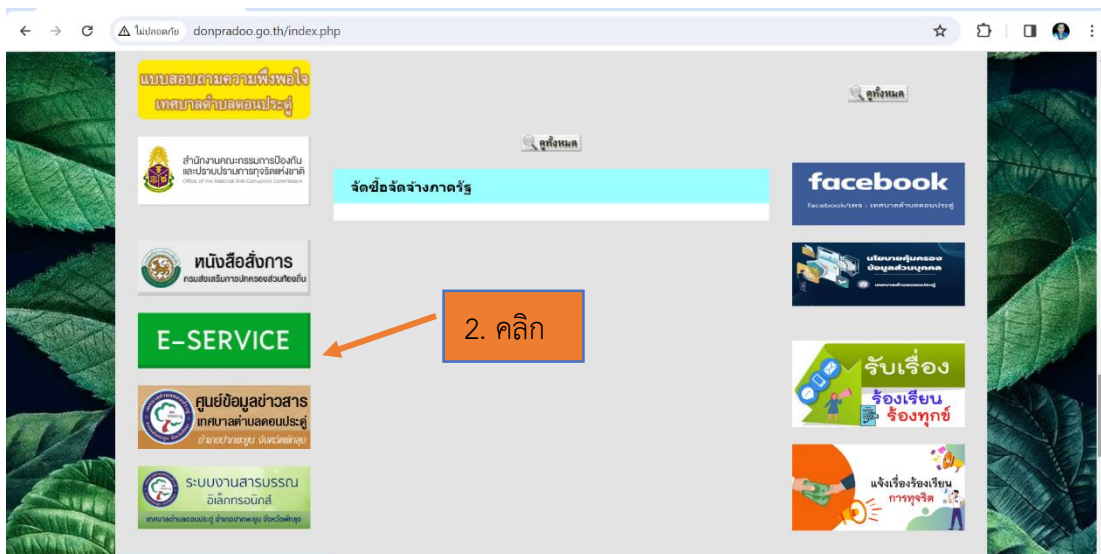 ไม่ปลอดภัย donpradoo.go.th/index.php
แบบสอบถามความพึงพอใจ
เทศบาลตำบลดอนประดู่
สำนักงานคณะกรรมการป้องกัน
และปราบปรามการทุจริตแห่งชาติ
Office of the National Anti-Corruption Commission
หนังสือสั่งการ
กรมส่งเสริมการปกครองส่วนท้องถิ่น
E-SERVICE
ศูนย์ข้อมูลข่าวสาร
เทศบาลตำบลดอนประดู่
อำเภอปากพะยูน จังหวัดพัทลุง
ระบบงานสารบรรณ
อิเล็กทรอนิกส์
เทศบาลตำบลดอนประดู่ อำเภอปากพะยูน จังหวัดพัทลุง
ดูทั้งหมด
จัดซื้อจัดจ้างภาครัฐ
2. คลิก
ดูทั้งหมด
facebook
facebook/เพจ : เทศบาลตำบลดอนประดู่
นโยบายคุ้มครอง
ข้อมูลส่วนบุคคล
เทศบาลตำบลดอนประดู่
รับเรื่อง
ร้องเรียน
ร้องทุกข์
แจ้งเรื่องร้องเรียน
การทุจริต